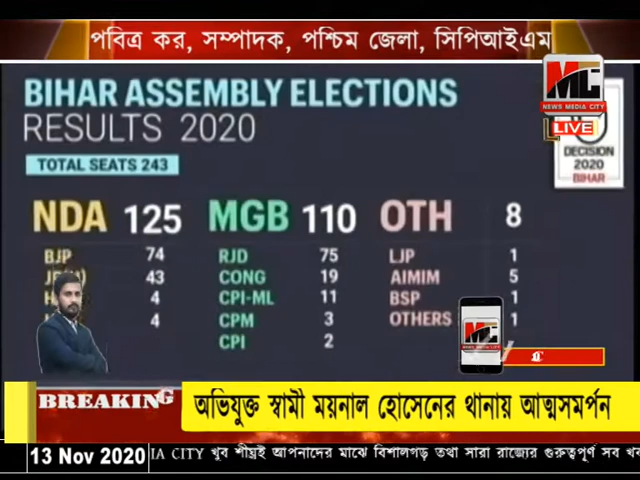 পবিত্র কর, সম্পাদক, পশ্চিম জেলা, সিপিআইএম
BIHAR ASSEMBLY ELECTIONS
RESULTS 2020
TOTAL SEATS 243
MC
NEWS MEDIA CITY
LIVE
DECISION
2020
BIHAR
NDA 125 MGB 110 OTH 8
BJP 74 RJD 75 LJP 1
43 CONG 19 AIMIM 5
4 CPI-ML 11 BSP 1
4 CPM 3 OTHERS 1
CPI 2
BREAKING
অভিযুক্ত স্বামী ময়নাল হোসেনের থানায় আত্মসমর্পন
13 Nov 2020 IA CITY খুব শীঘ্রই আপনাদের মাঝে বিশালগড় তথা সারা রাজ্যের গুরুত্বপূর্ণ সব